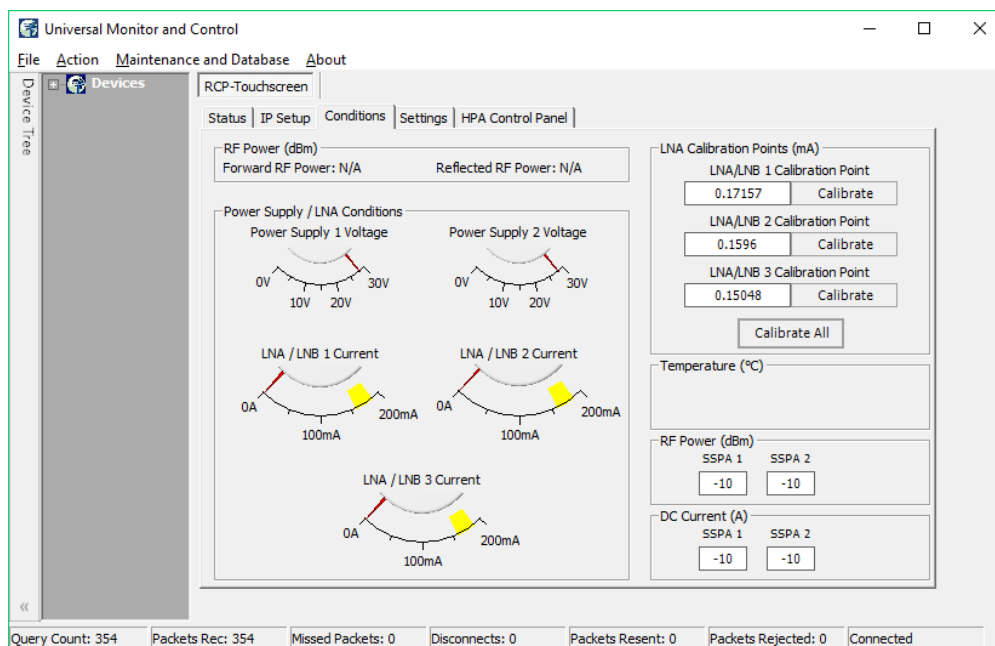 Universal Monitor and Control
File Action Maintenance and Database About
Device Tree
Devices
RCP-Touchscreen
Status IP Setup Conditions Settings HPA Control Panel
RF Power (dBm)
Forward RF Power: N/A Reflected RF Power: N/A
Power Supply / LNA Conditions
Power Supply 1 Voltage Power Supply 2 Voltage
0V 10V 20V 30V
0V 10V 20V 30V
LNA / LNB 1 Current LNA / LNB 2 Current
0A 100mA 200mA
0A 100mA 200mA
LNA / LNB 3 Current
0A 100mA 200mA
LNA Calibration Points (mA)
LNA/LNB 1 Calibration Point
0.17157 Calibrate
LNA/LNB 2 Calibration Point
0.1596 Calibrate
LNA/LNB 3 Calibration Point
0.15048 Calibrate
Calibrate All
Temperature (ºC)
RF Power (dBm)
SSPA 1 SSPA 2
-10 -10
DC Current (A)
SSPA 1 SSPA 2
-10 -10
Query Count: 354 Packets Rec: 354 Missed Packets: 0 Disconnects: 0 Packets Resent: 0 Packets Rejected: 0 Connected